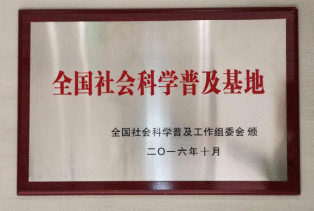 全国社会科学普及基地
全国社会科学普及工作组委会 颁
二〇一六年十月